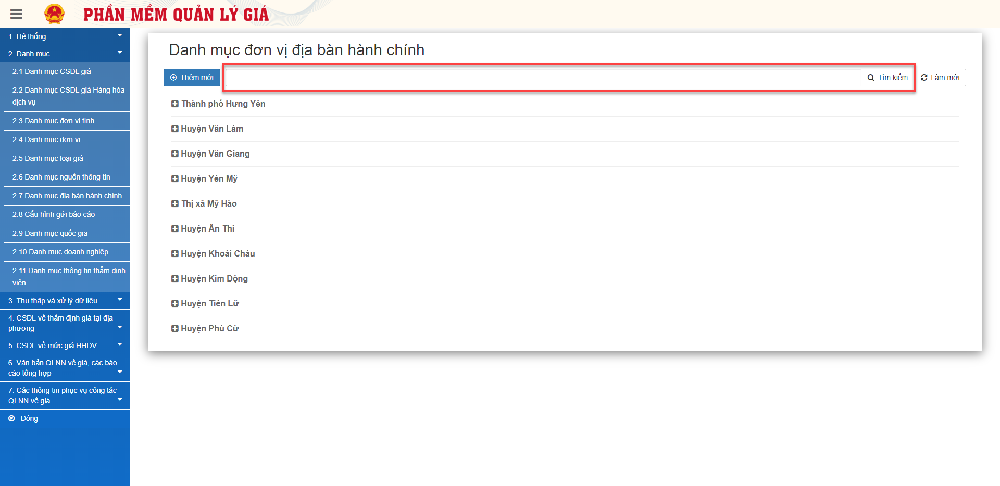 PHẦN MỀM QUẢN LÝ GIÁ
1. Hệ thống
2. Danh mục
2.1 Danh mục CSDL giá
2.2 Danh mục CSDL giá Hàng hóa
dịch vụ
2.3 Danh mục đơn vị tính
2.4 Danh mục đơn vị
2.5 Danh mục loại giá
2.6 Danh mục nguồn thông tin
2.7 Danh mục địa bàn hành chính
2.8 Cấu hình gửi báo cáo
2.9 Danh mục quốc gia
2.10 Danh mục doanh nghiệp
2.11 Danh mục thông tin thẩm định
viên
3. Thu thập và xử lý dữ liệu
4. CSDL về thẩm định giá tại địa
phương
5. CSDL về mức giá HHDV
6. Văn bản QLNN về giá, các báo
cáo tổng hợp
7. Các thông tin phục vụ công tác
QLNN về giá
Đóng
Danh mục đơn vị địa bàn hành chính
Thêm mới
Tìm kiếm
Làm mới
Thành phố Hưng Yên
Huyện Văn Lâm
Huyện Văn Giang
Huyện Yên Mỹ
Thị xã Mỹ Hào
Huyện Ân Thi
Huyện Khoái Châu
Huyện Kim Động
Huyện Tiên Lữ
Huyện Phù Cừ